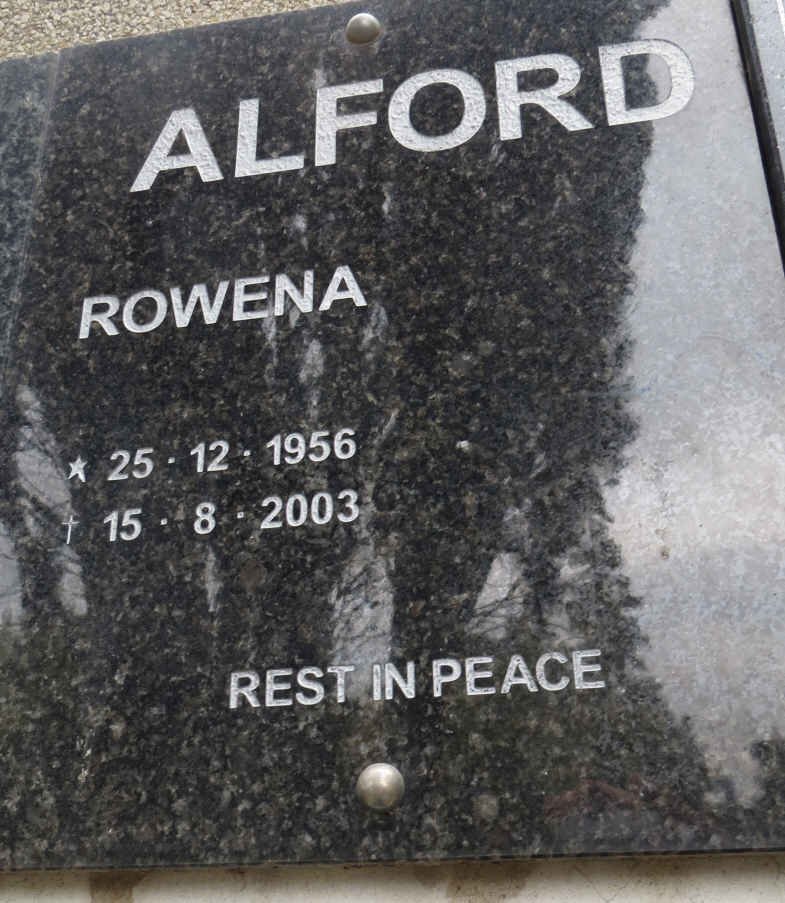 ALFORD
ROWENA
★ 25 · 12 · 1956
† 15 · 8 · 2003
REST IN PEACE